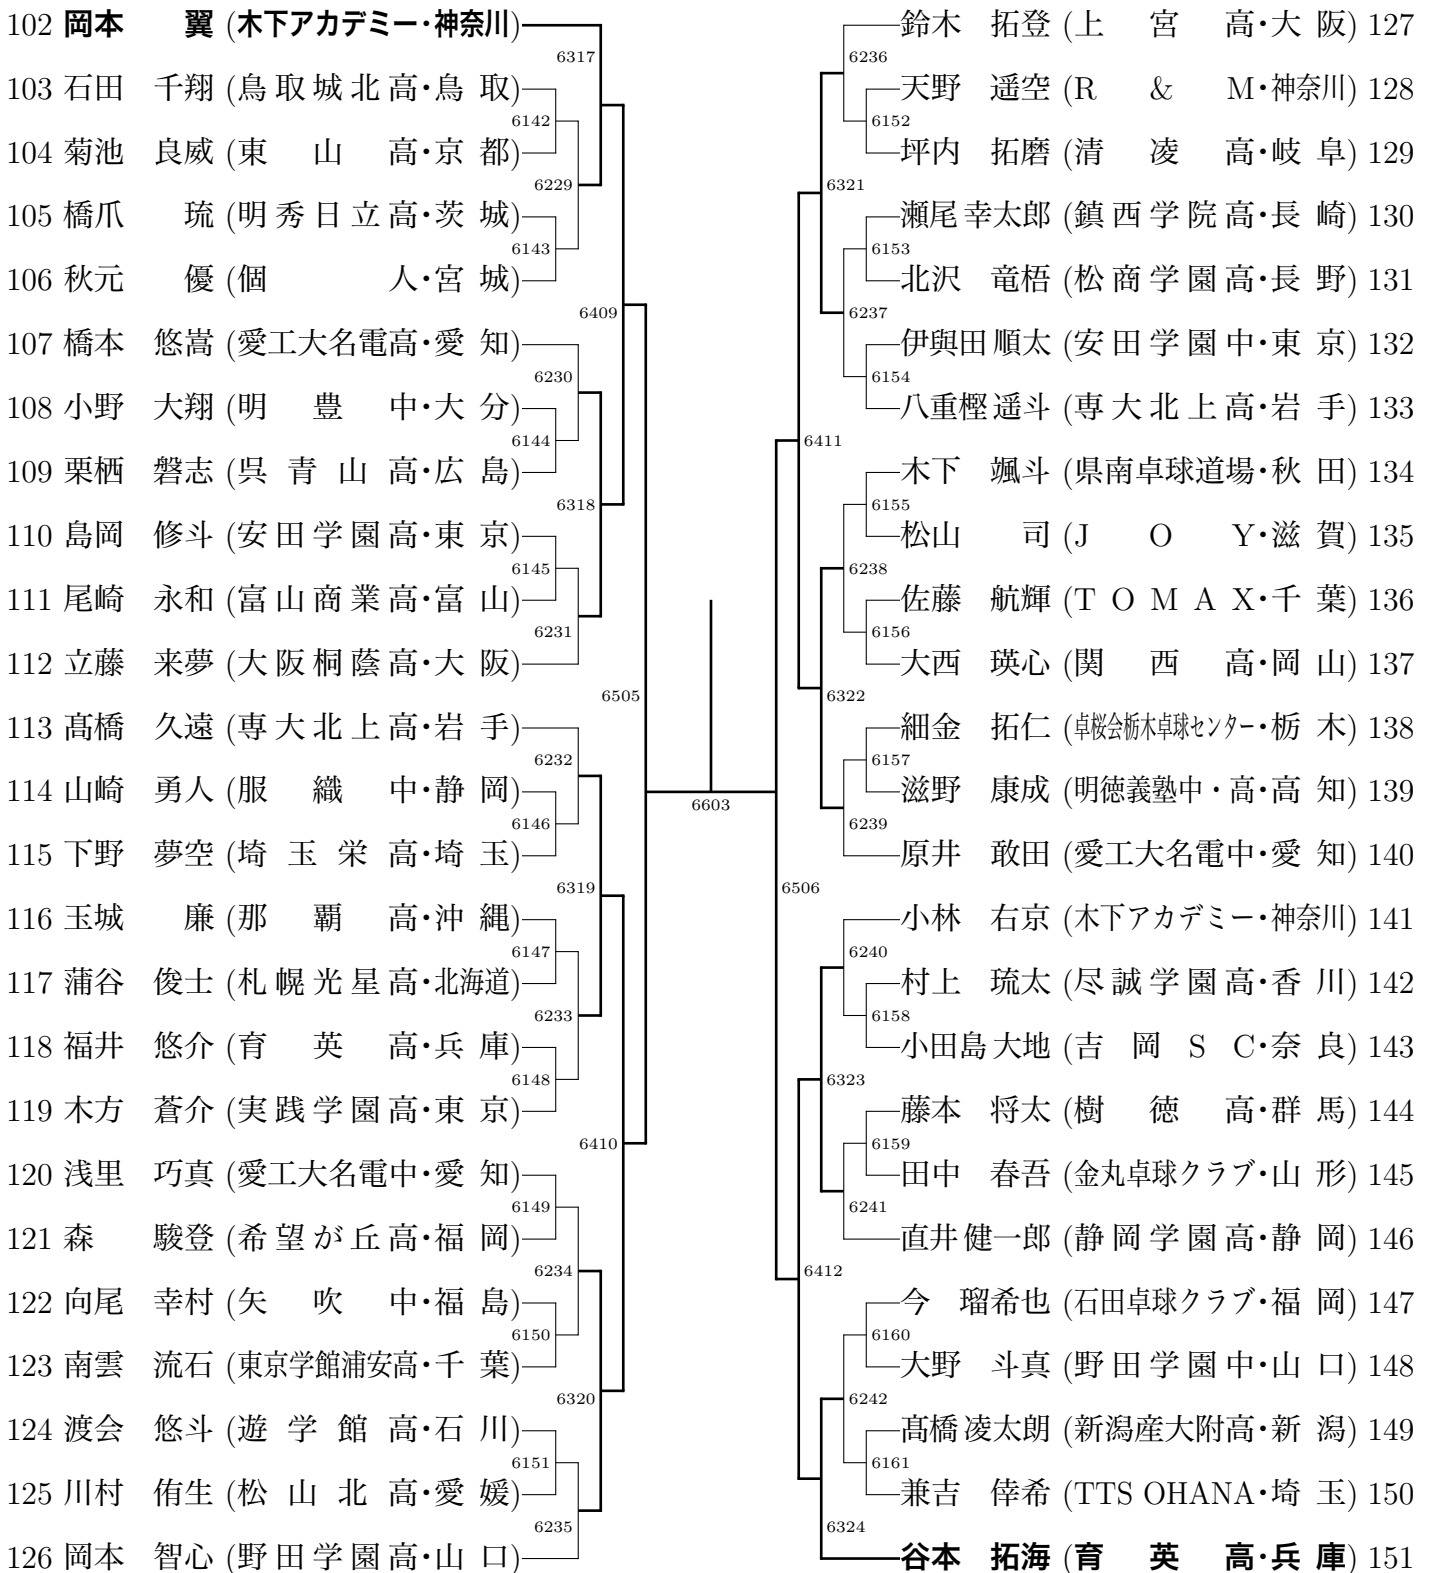 102 岡本 翼 (木下アカデミー・神奈川)
6317
103 石田 千翔 (鳥取城北高・鳥取)
6142
104 菊池 良威 (東山高・京都)
6229
105 橋爪 琉 (明秀日立高・茨城)
6143
106 秋元 優 (個人・宮城)
6409
107 橋本 悠嵩 (愛工大名電高・愛知)
6230
108 小野 大翔 (明豊中・大分)
6144
109 栗栖 磐志 (呉青山高・広島)
6318
110 島岡 修斗 (安田学園高・東京)
6145
111 尾崎 永和 (富山商業高・富山)
6231
112 立藤 来夢 (大阪桐蔭高・大阪)
6505
113 髙橋 久遠 (専大北上高・岩手)
6232
114 山崎 勇人 (服織中・静岡)
6146
115 下野 夢空 (埼玉栄高・埼玉)
6319
116 玉城 廉 (那覇高・沖縄)
6147
117 蒲谷 俊士 (札幌光星高・北海道)
6233
118 福井 悠介 (育英高・兵庫)
6148
119 木方 蒼介 (実践学園高・東京)
6410
120 浅里 巧真 (愛工大名電中・愛知)
6149
121 森 駿登 (希望が丘高・福岡)
6234
122 向尾 幸村 (矢吹中・福島)
6150
123 南雲 流石 (東京学館浦安高・千葉)
6320
124 渡会 悠斗 (遊学館高・石川)
6151
125 川村 侑生 (松山北高・愛媛)
6235
126 岡本 智心 (野田学園高・山口)
6603
鈴木 拓登 (上宮高・大阪) 127
6236
天野 遥空 (R & M・神奈川) 128
6152
坪内 拓磨 (清凌高・岐阜) 129
6321
瀬尾 幸太郎 (鎮西学院高・長崎) 130
6153
北沢 竜梧 (松商学園高・長野) 131
6237
伊與田 順太 (安田学園中・東京) 132
6154
八重樫 遥斗 (専大北上高・岩手) 133
6411
木下 颯斗 (県南卓球道場・秋田) 134
6155
松山 司 (JOY・滋賀) 135
6238
佐藤 航輝 (TOMAX・千葉) 136
6156
大西 瑛心 (関西高・岡山) 137
6322
細金 拓仁 (卓桜会栃木卓球センター・栃木) 138
6157
滋野 康成 (明徳義塾中・高・高知) 139
6239
原井 敢田 (愛工大名電中・愛知) 140
6506
小林 右京 (木下アカデミー・神奈川) 141
6240
村上 琉太 (尽誠学園高・香川) 142
6158
小田島 大地 (吉岡SC・奈良) 143
6323
藤本 将太 (樹徳高・群馬) 144
6159
田中 春吾 (金丸卓球クラブ・山形) 145
6241
直井 健一郎 (静岡学園高・静岡) 146
6412
今 瑠希也 (石田卓球クラブ・福岡) 147
6160
大野 斗真 (野田学園中・山口) 148
6242
髙橋 凌太朗 (新潟産大附高・新潟) 149
6161
兼吉 倖希 (TTS OHANA・埼玉) 150
6324
谷本 拓海 (育英高・兵庫) 151